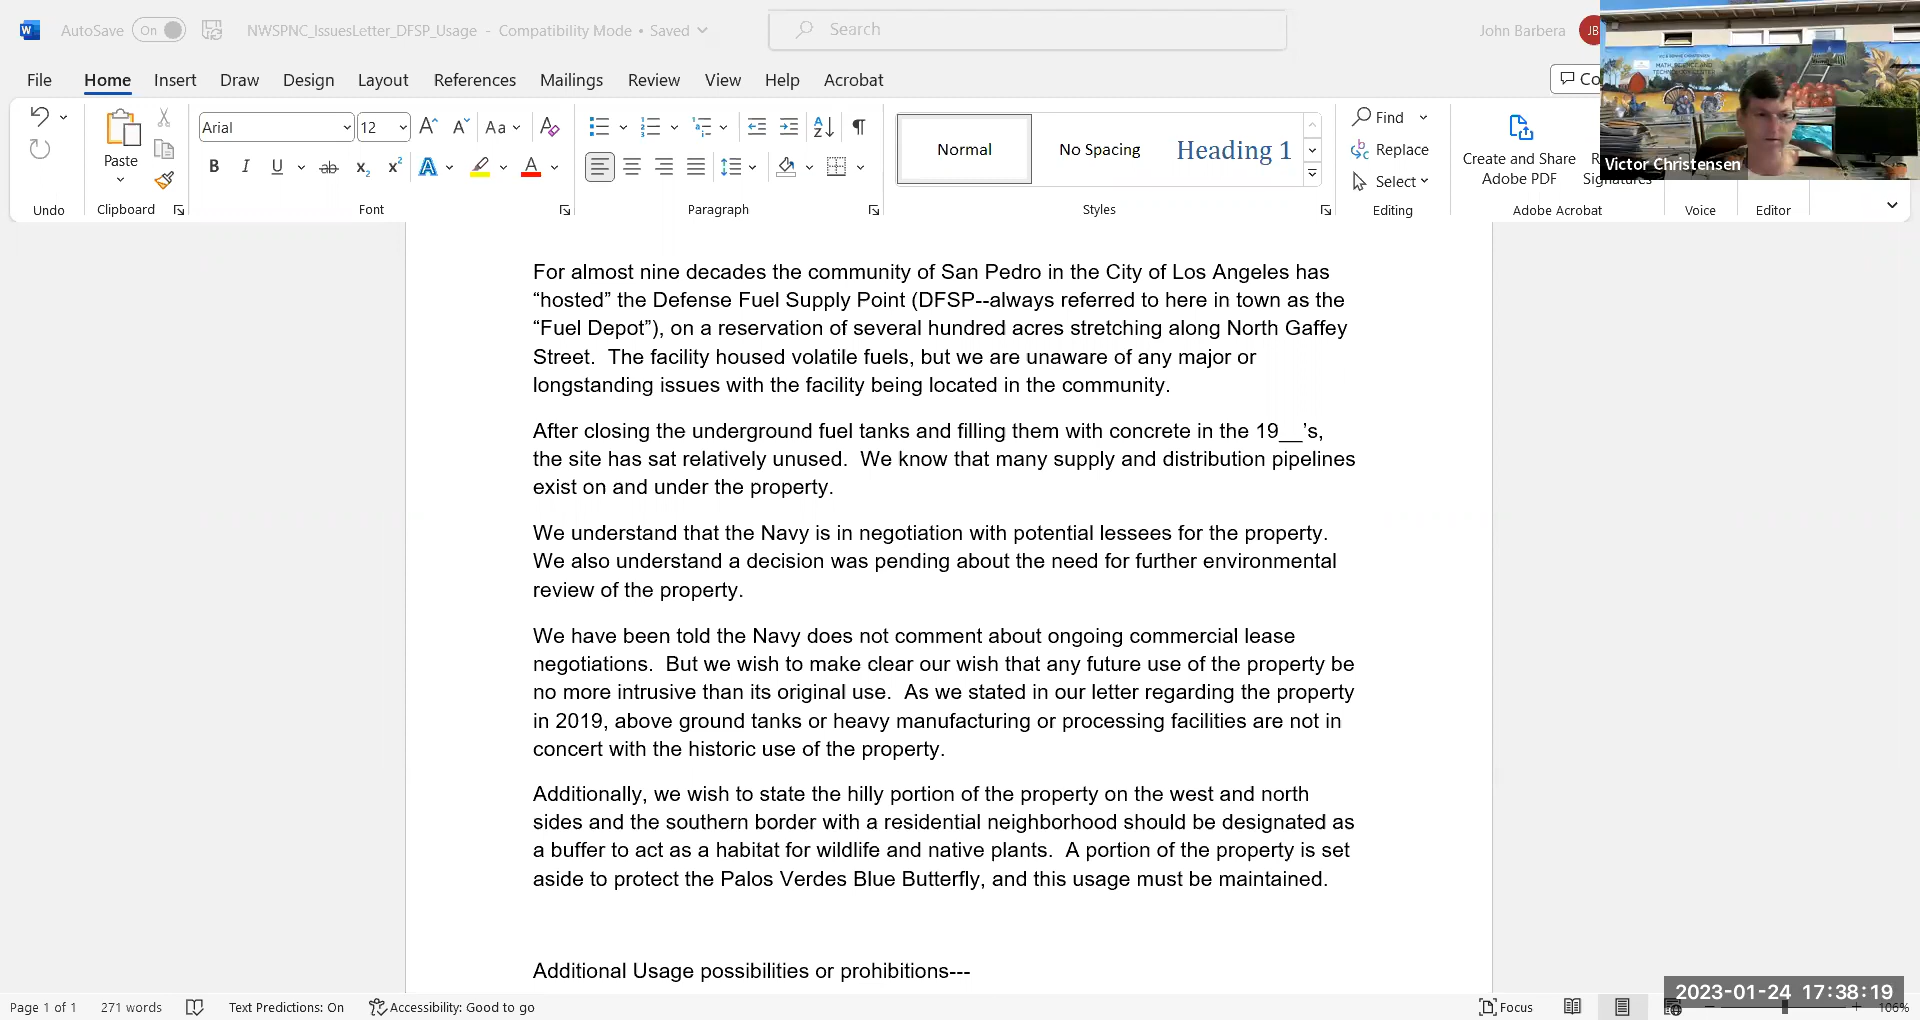 AutoSave On NWSPNC_IssuesLetter_DFSP_Usage - Compatibility Mode • Saved Search John Barbera JB
File Home Insert Draw Design Layout References Mailings Review View Help Acrobat Co
Arial 12 Aa Find
Paste Normal No Spacing Heading 1 Replace Create and Share Adobe PDF
B I U ab x2 x2 A A Select Signatures
Victor Christensen
Undo Clipboard Font Paragraph Styles Editing Adobe Acrobat Voice Editor
For almost nine decades the community of San Pedro in the City of Los Angeles has
“hosted” the Defense Fuel Supply Point (DFSP--always referred to here in town as the
“Fuel Depot”), on a reservation of several hundred acres stretching along North Gaffey
Street.  The facility housed volatile fuels, but we are unaware of any major or
longstanding issues with the facility being located in the community.
After closing the underground fuel tanks and filling them with concrete in the 19__’s,
the site has sat relatively unused.  We know that many supply and distribution pipelines
exist on and under the property.
We understand that the Navy is in negotiation with potential lessees for the property.
We also understand a decision was pending about the need for further environmental
review of the property.
We have been told the Navy does not comment about ongoing commercial lease
negotiations.  But we wish to make clear our wish that any future use of the property be
no more intrusive than its original use.  As we stated in our letter regarding the property
in 2019, above ground tanks or heavy manufacturing or processing facilities are not in
concert with the historic use of the property.
Additionally, we wish to state the hilly portion of the property on the west and north
sides and the southern border with a residential neighborhood should be designated as
a buffer to act as a habitat for wildlife and native plants.  A portion of the property is set
aside to protect the Palos Verdes Blue Butterfly, and this usage must be maintained.
Additional Usage possibilities or prohibitions---
2023-01-24 17:38:19
Page 1 of 1 271 words Text Predictions: On Accessibility: Good to go Focus 106%